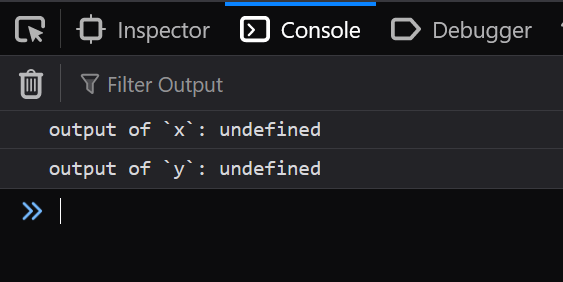 Inspector Console Debugger
Filter Output
output of `x`: undefined
output of `y`: undefined